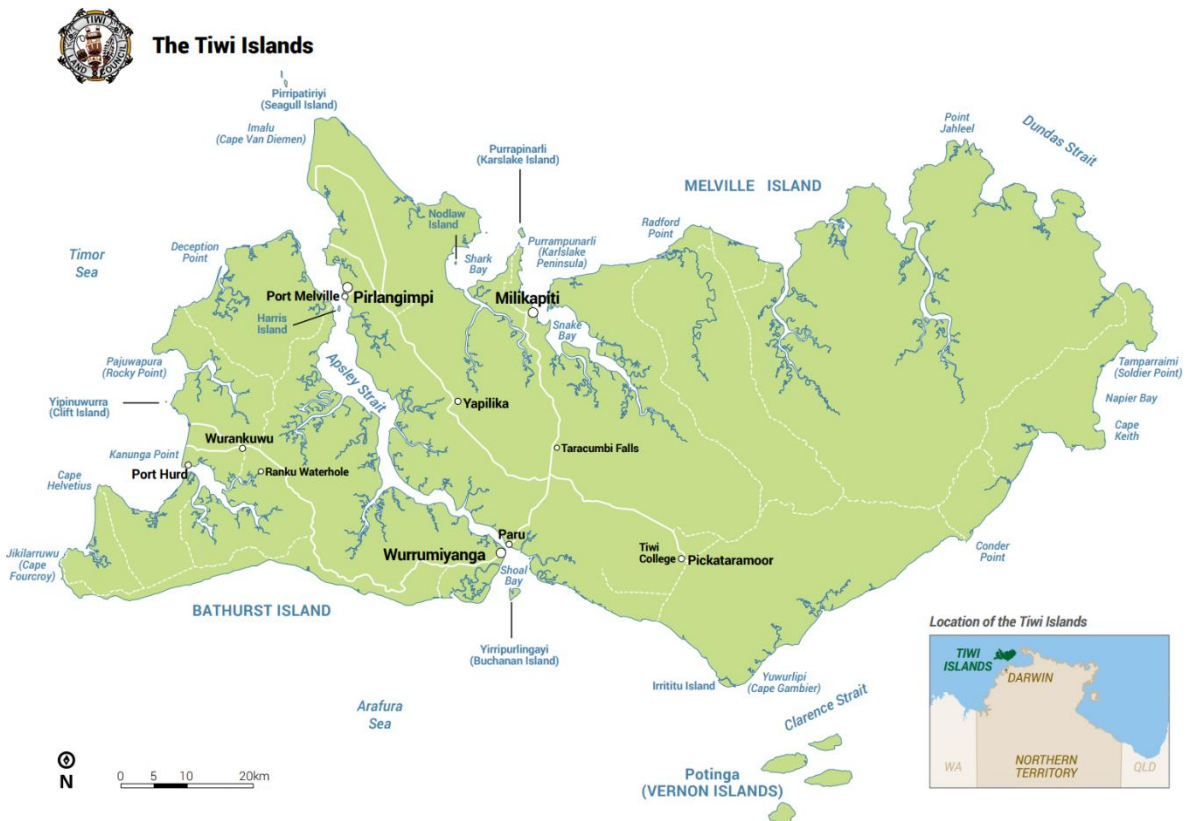 TIWI
LAND COUNCIL
The Tiwi Islands
Pirripatiriyi
(Seagull Island)
Imalu
(Cape Van Diemen)
Purrapinarli
(Karslake Island)
Point
Jahleel
Dundas Strait
MELVILLE ISLAND
Nodlaw
Island
Radford
Point
Timor
Sea
Deception
Point
Shark
Bay
Purrampunarli
(Karlslake
Peninsula)
Port Melville
Pirlangimpi
Milikapiti
Harris
Island
Snake
Bay
Pajuwapura
(Rocky Point)
Apsley Strait
Tamparraimi
(Soldier Point)
Yipinuwurra
(Clift Island)
Yapilika
Napier Bay
Cape
Keith
Wurankuwu
Taracumbi Falls
Kanunga Point
Port Hurd
Ranku Waterhole
Cape
Helvetius
Paru
Wurrumiyanga
Tiwi
College
Pickataramoor
Conder
Point
Jikilarruwu
(Cape
Fourcroy)
Shoal
Bay
BATHURST ISLAND
Yirripurlingayi
(Buchanan Island)
Irrititu Island
Yuwurlipi
(Cape Gambier)
Clarence Strait
Arafura
Sea
Potinga
(VERNON ISLANDS)
N
0 5 10 20km
Location of the Tiwi Islands
TIWI
ISLANDS
DARWIN
WA
NORTHERN
TERRITORY
QLD